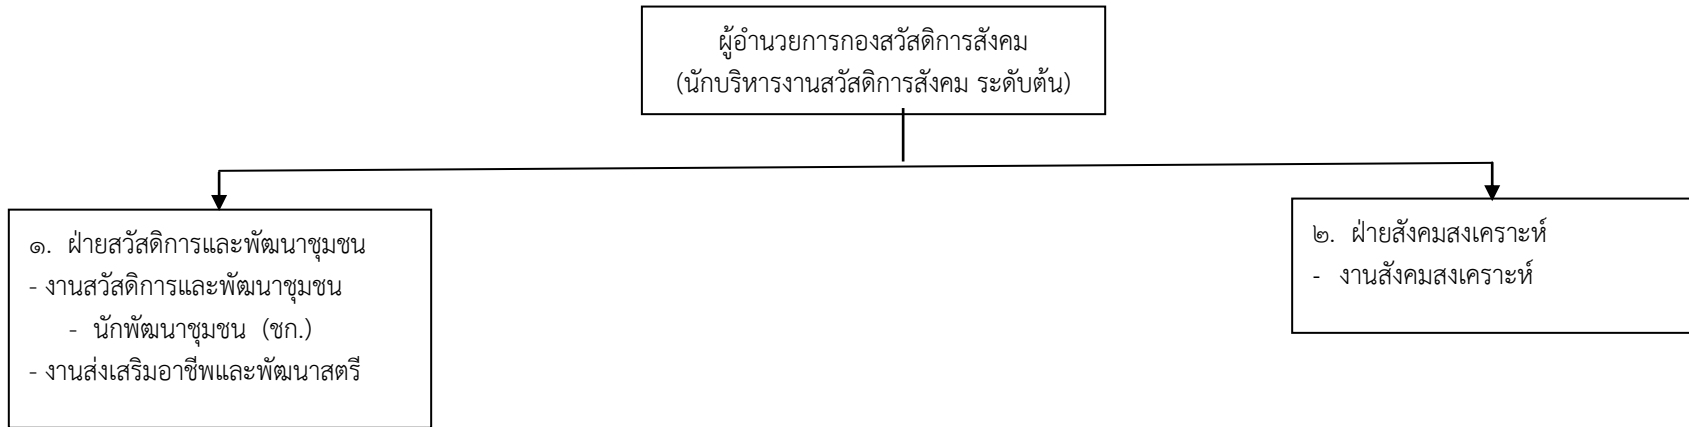 ผู้อำนวยการกองสวัสดิการสังคม
(นักบริหารงานสวัสดิการสังคม ระดับต้น)
๑. ฝ่ายสวัสดิการและพัฒนาชุมชน
- งานสวัสดิการและพัฒนาชุมชน
- นักพัฒนาชุมชน (ชก.)
- งานส่งเสริมอาชีพและพัฒนาสตรี
๒. ฝ่ายสังคมสงเคราะห์
- งานสังคมสงเคราะห์